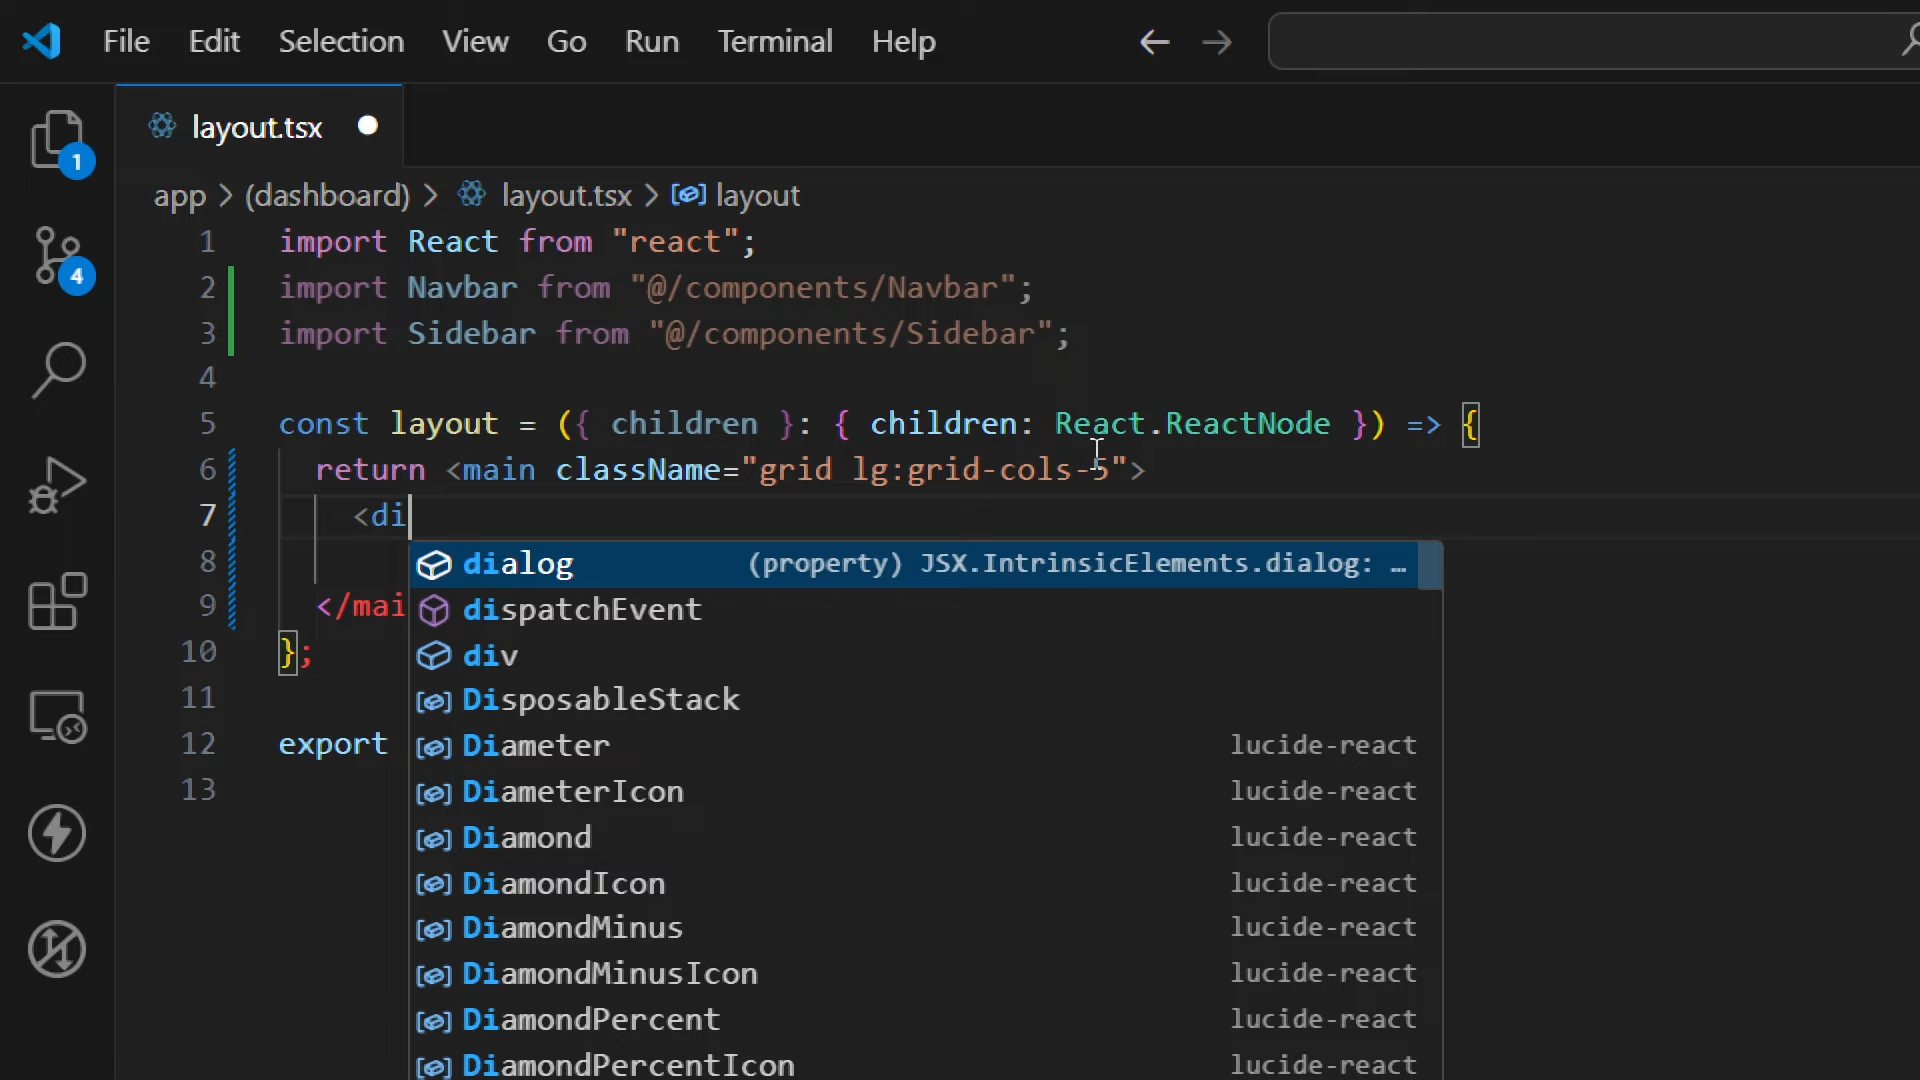 File Edit Selection View Go Run Terminal Help
layout.tsx
1
app > (dashboard) > layout.tsx > layout
1 import React from "react";
2 import Navbar from "@/components/Navbar";
4
3 import Sidebar from "@/components/Sidebar";
4
5 const layout = ({ children }: { children: React.ReactNode }) => {
6 return <main className="grid lg:grid-cols-5">
7 <di
8 dialog (property) JSX.IntrinsicElements.dialog: …
9 </mai dispatchEvent
10 }; div
11 DisposableStack
12 export Diameter lucide-react
13 DiameterIcon lucide-react
Diamond lucide-react
DiamondIcon lucide-react
DiamondMinus lucide-react
DiamondMinusIcon lucide-react
DiamondPercent lucide-react
DiamondPercentIcon lucide-react